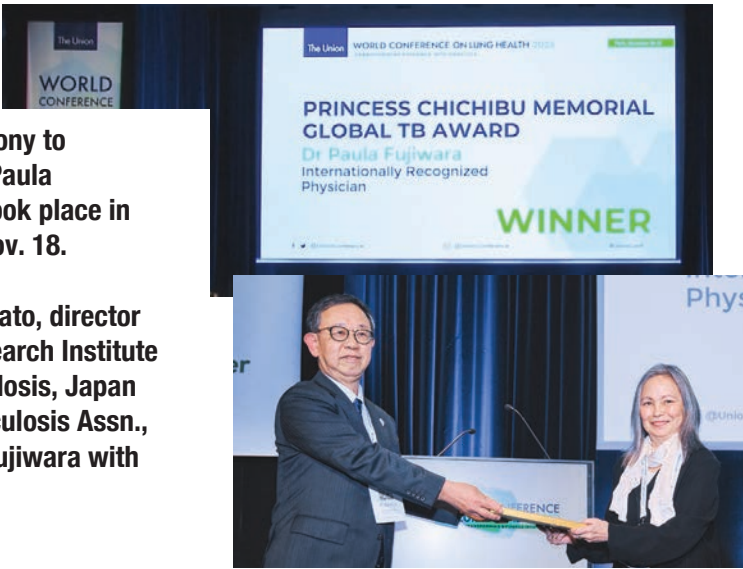 The Union
WORLD
CONFERENCE
The Union WORLD CONFERENCE ON LUNG HEALTH
PRINCESS CHICHIBU MEMORIAL
GLOBAL TB AWARD
Dr Paula Fujiwara
Internationally Recognized
Physician
WINNER
ony to
Paula
ook place in
ov. 18.
ato, director
earch Institute
losis, Japan
culosis Assn.,
ujiwara with
er
Phys
@Unio
CONFERENCE